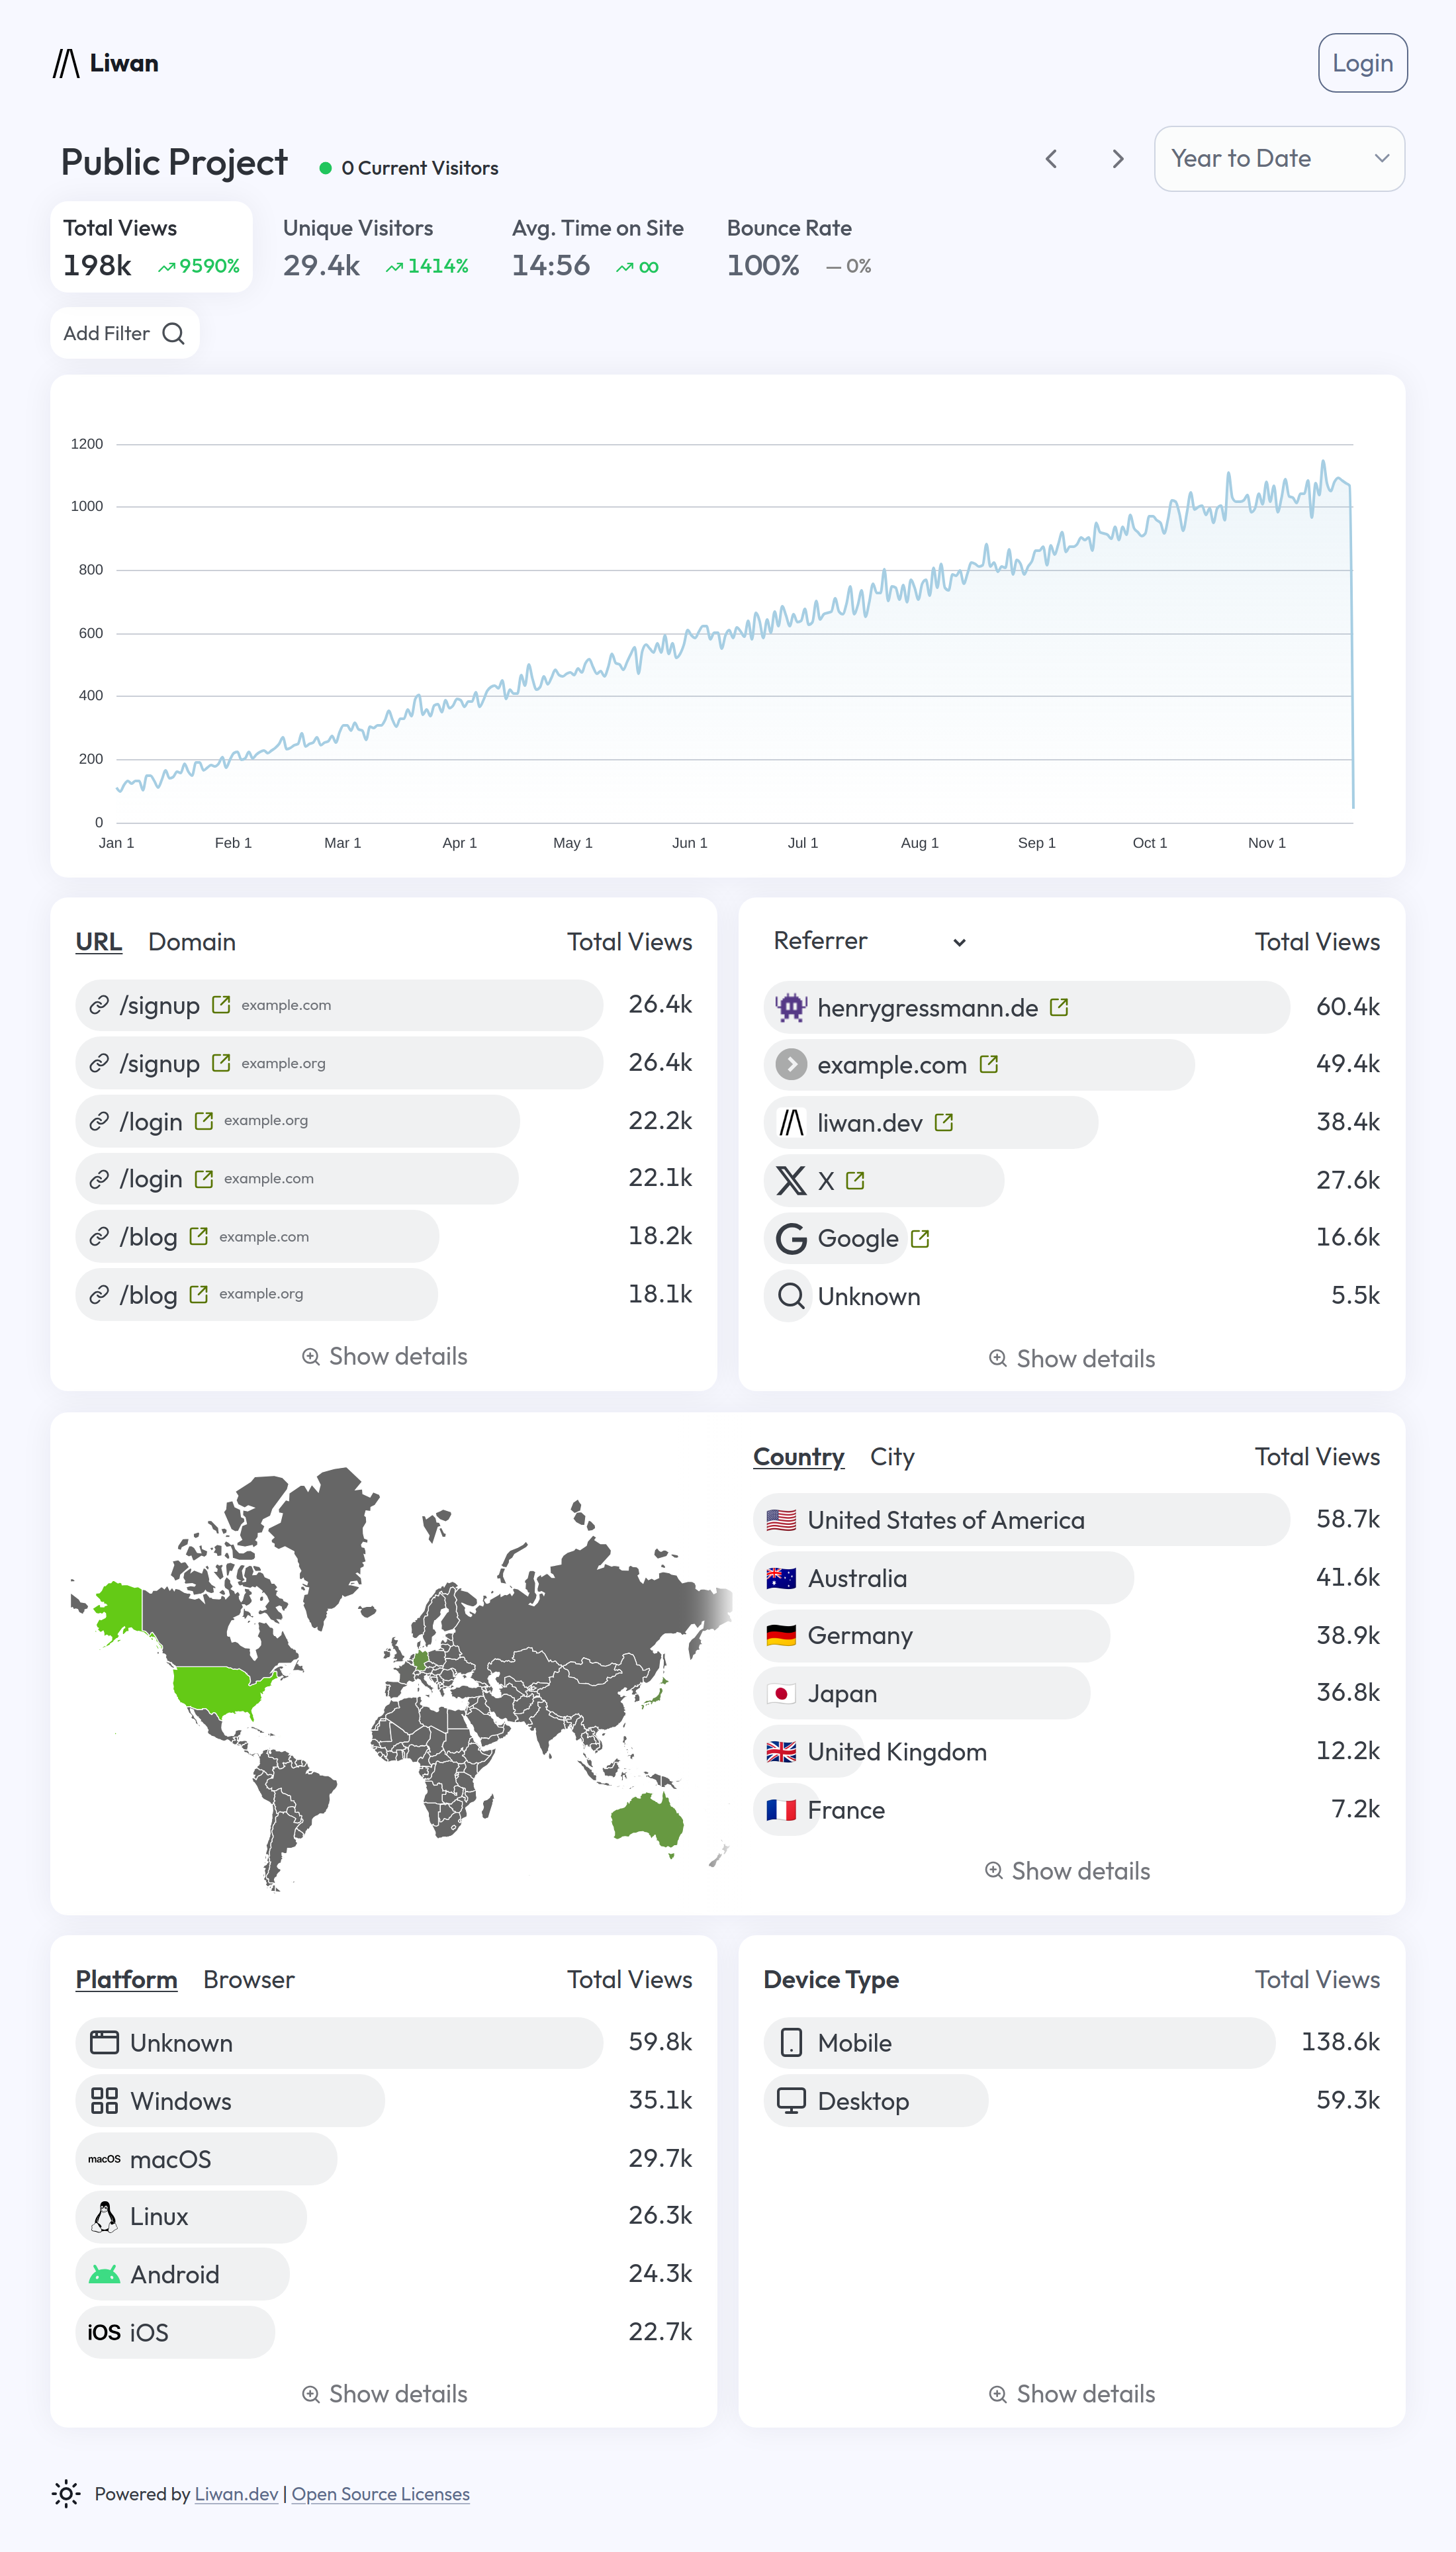 Liwan
Login
Public Project
0 Current Visitors
Year to Date
Total Views
198k
9590%
Unique Visitors
29.4k
1414%
Avg. Time on Site
14:56
∞
Bounce Rate
100%
— 0%
Add Filter
1200
1000
800
600
400
200
0
Jan 1 Feb 1 Mar 1 Apr 1 May 1 Jun 1 Jul 1 Aug 1 Sep 1 Oct 1 Nov 1
URL Domain Total Views
/signup example.com 26.4k
/signup example.org 26.4k
/login example.org 22.2k
/login example.com 22.1k
/blog example.com 18.2k
/blog example.org 18.1k
Show details
Referrer Total Views
henrygressmann.de 60.4k
example.com 49.4k
liwan.dev 38.4k
X 27.6k
Google 16.6k
Unknown 5.5k
Show details
Country City Total Views
United States of America 58.7k
Australia 41.6k
Germany 38.9k
Japan 36.8k
United Kingdom 12.2k
France 7.2k
Show details
Platform Browser Total Views
Unknown 59.8k
Windows 35.1k
macOS macOS 29.7k
Linux 26.3k
Android 24.3k
iOS iOS 22.7k
Show details
Device Type Total Views
Mobile 138.6k
Desktop 59.3k
Show details
Powered by Liwan.dev | Open Source Licenses